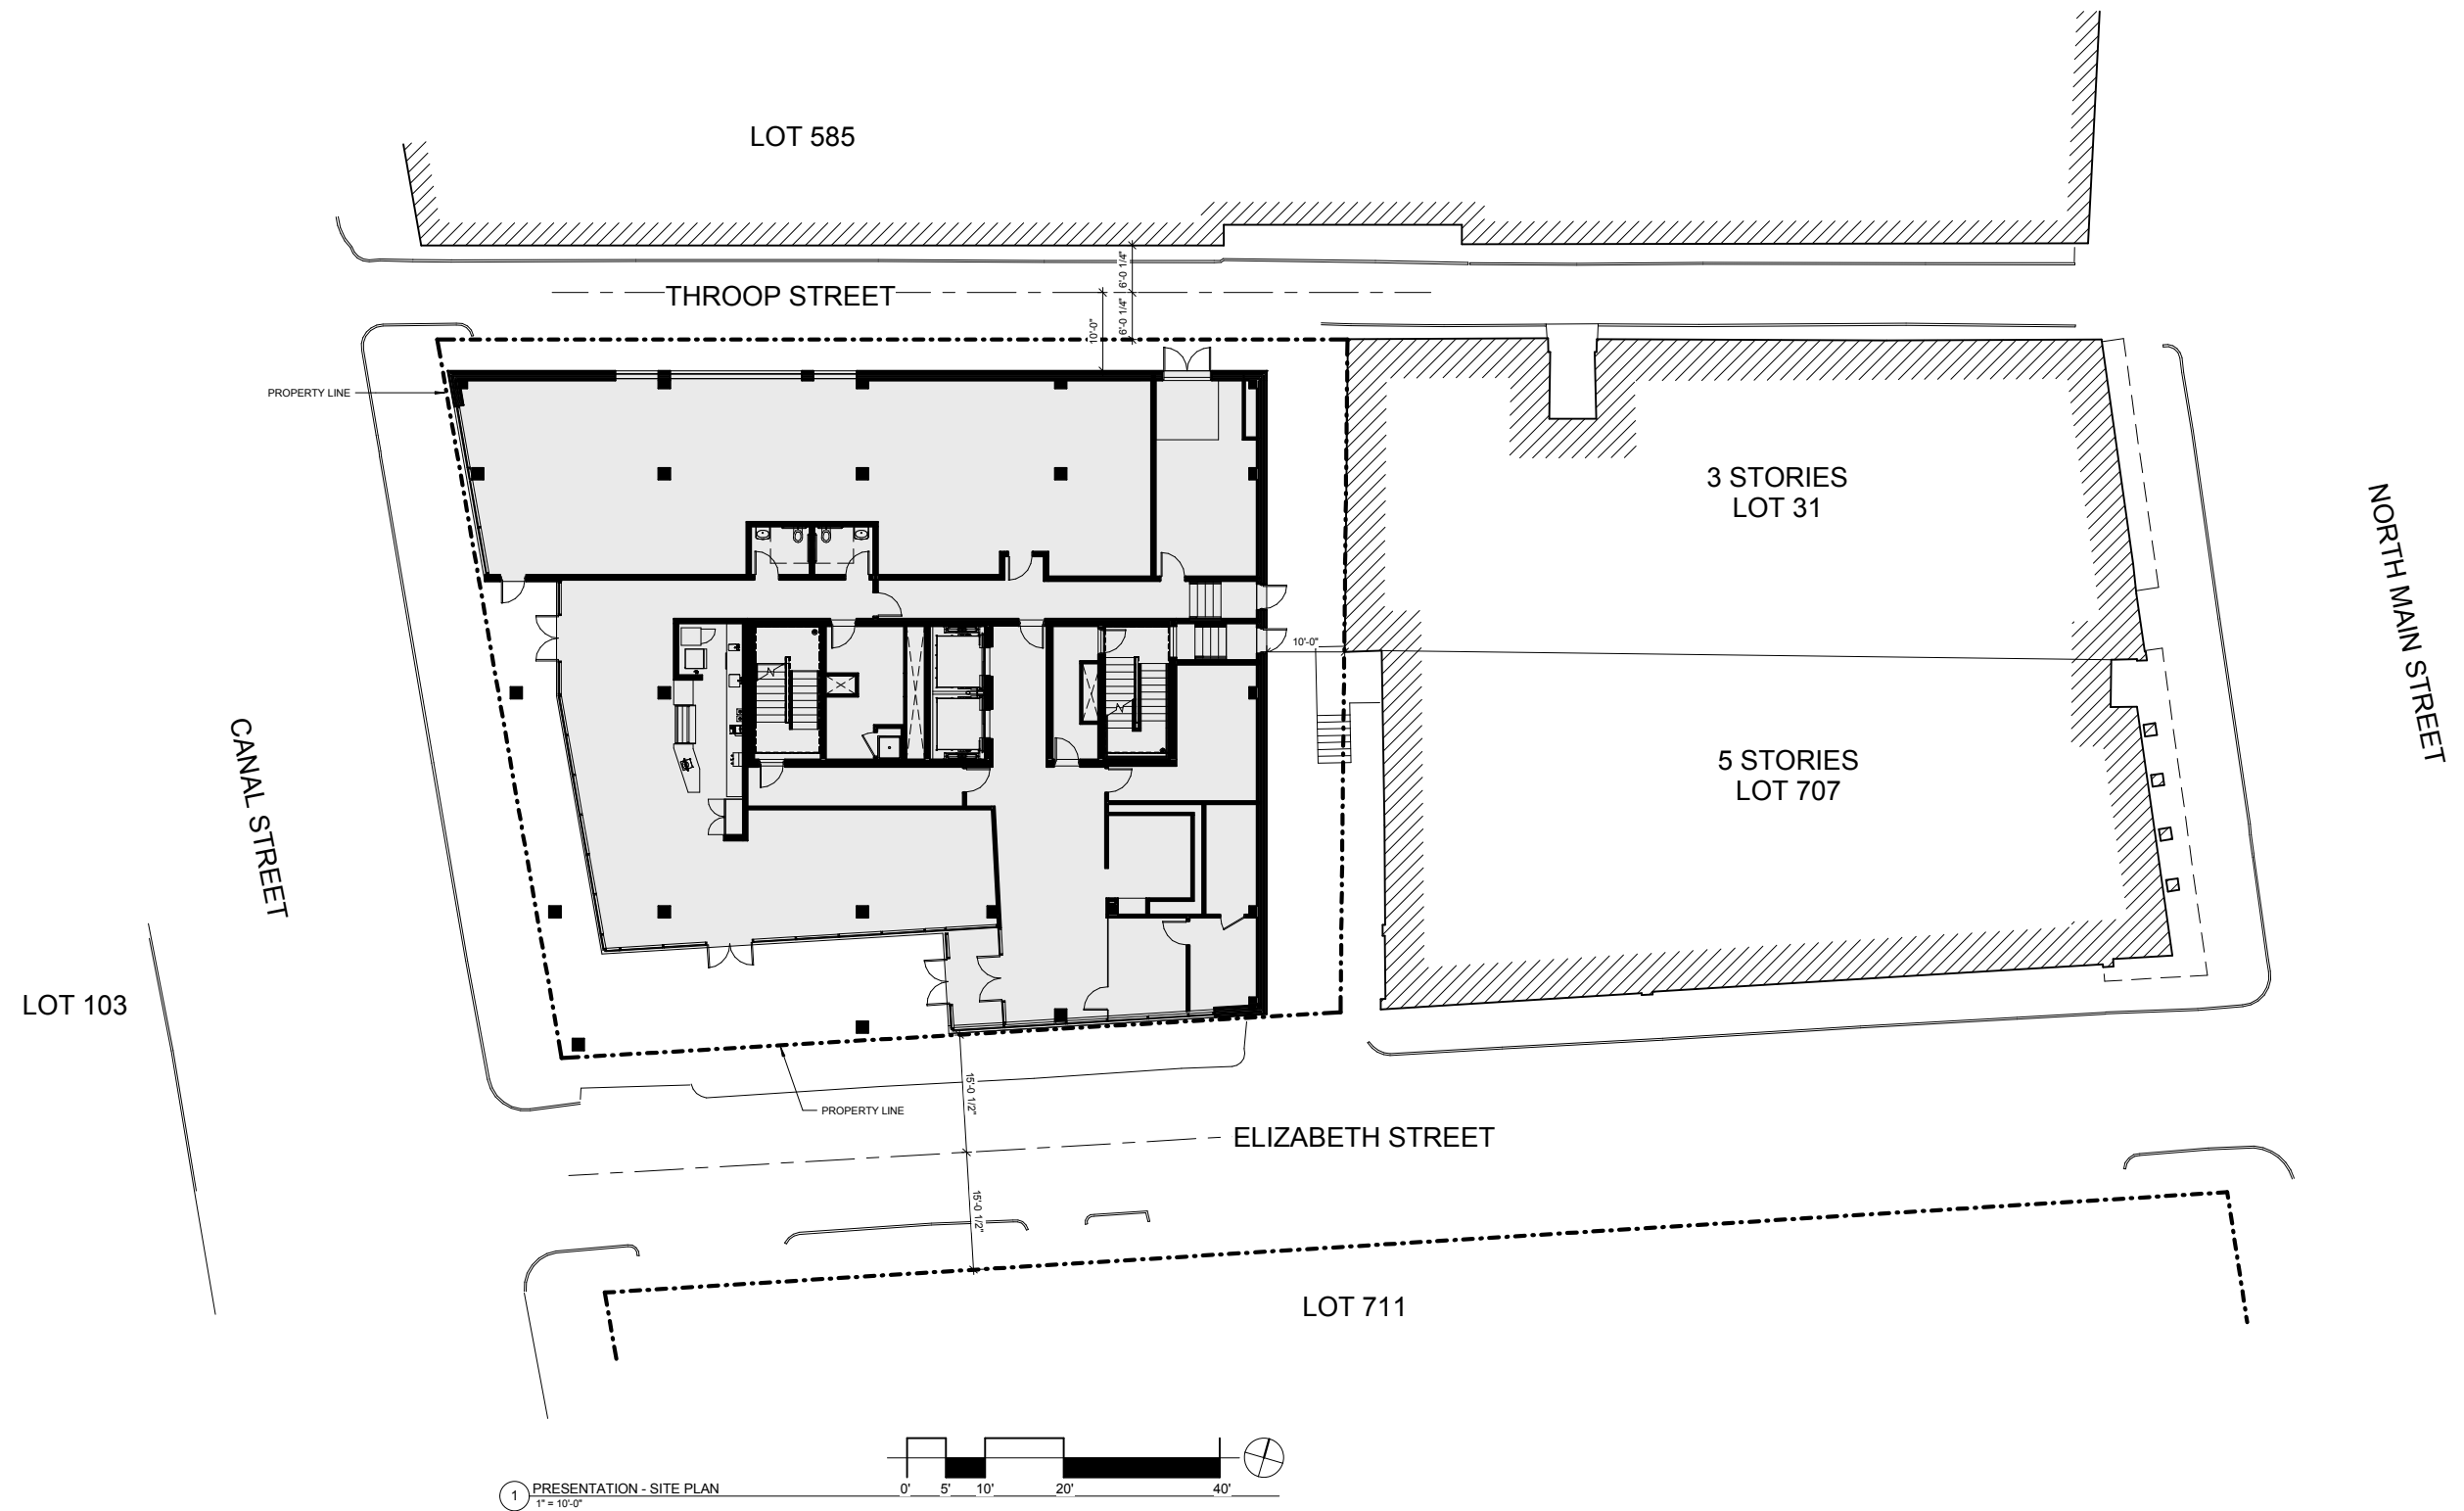 LOT 585
6'-0 1/4"
THROOP STREET
6'-0 1/4"
10'-0"
PROPERTY LINE
3 STORIES
LOT 31
NORTH MAIN STREET
10'-0"
CANAL STREET
5 STORIES
LOT 707
LOT 103
15'-0 1/2"
PROPERTY LINE
ELIZABETH STREET
15'-0 1/2"
LOT 711
1
PRESENTATION - SITE PLAN
1" = 10'-0"
0' 5' 10' 20' 40'